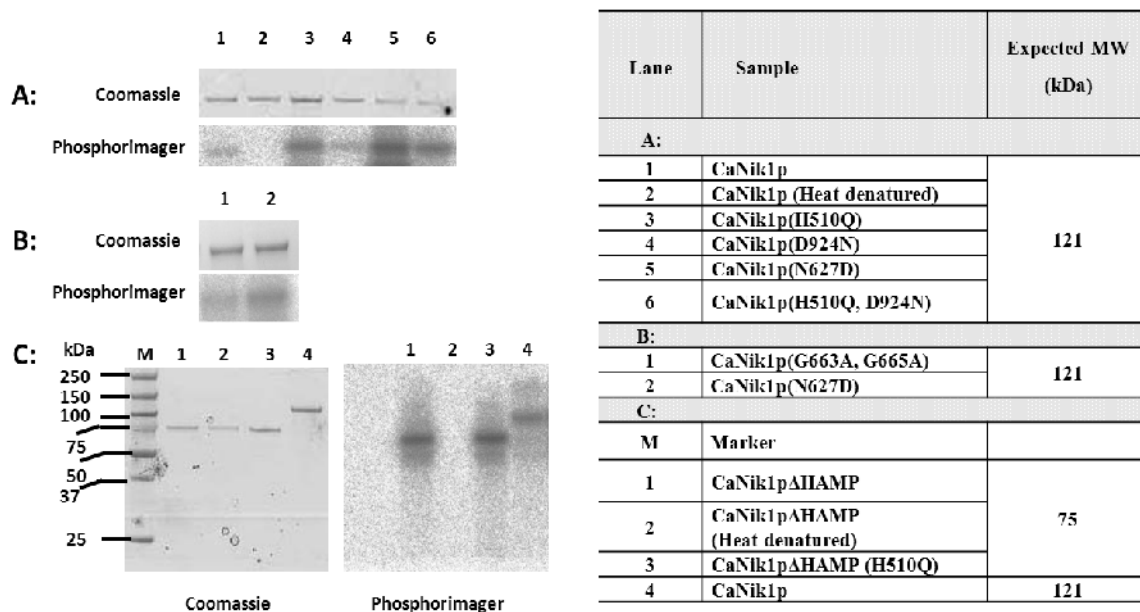 1 2 3 4 5 6
A: Coomassie
PhosphorImager
1 2
B: Coomassie
PhosphorImager
C: kDa M 1 2 3 4 1 2 3 4
250
150
100
75
50
37
25
Coomassie Phosphorimager
Lane Sample Expected MW (kDa)
A:
1 CaNik1p 121
2 CaNik1p (Heat denatured)
3 CaNik1p(H510Q)
4 CaNik1p(D924N)
5 CaNik1p(N627D)
6 CaNik1p(H510Q, D924N)
B:
1 CaNik1p(G663A, G665A) 121
2 CaNik1p(N627D)
C:
M Marker
1 CaNik1pΔHAMP 75
2 CaNik1pΔHAMP
(Heat denatured)
3 CaNik1pΔHAMP (H510Q)
4 CaNik1p 121